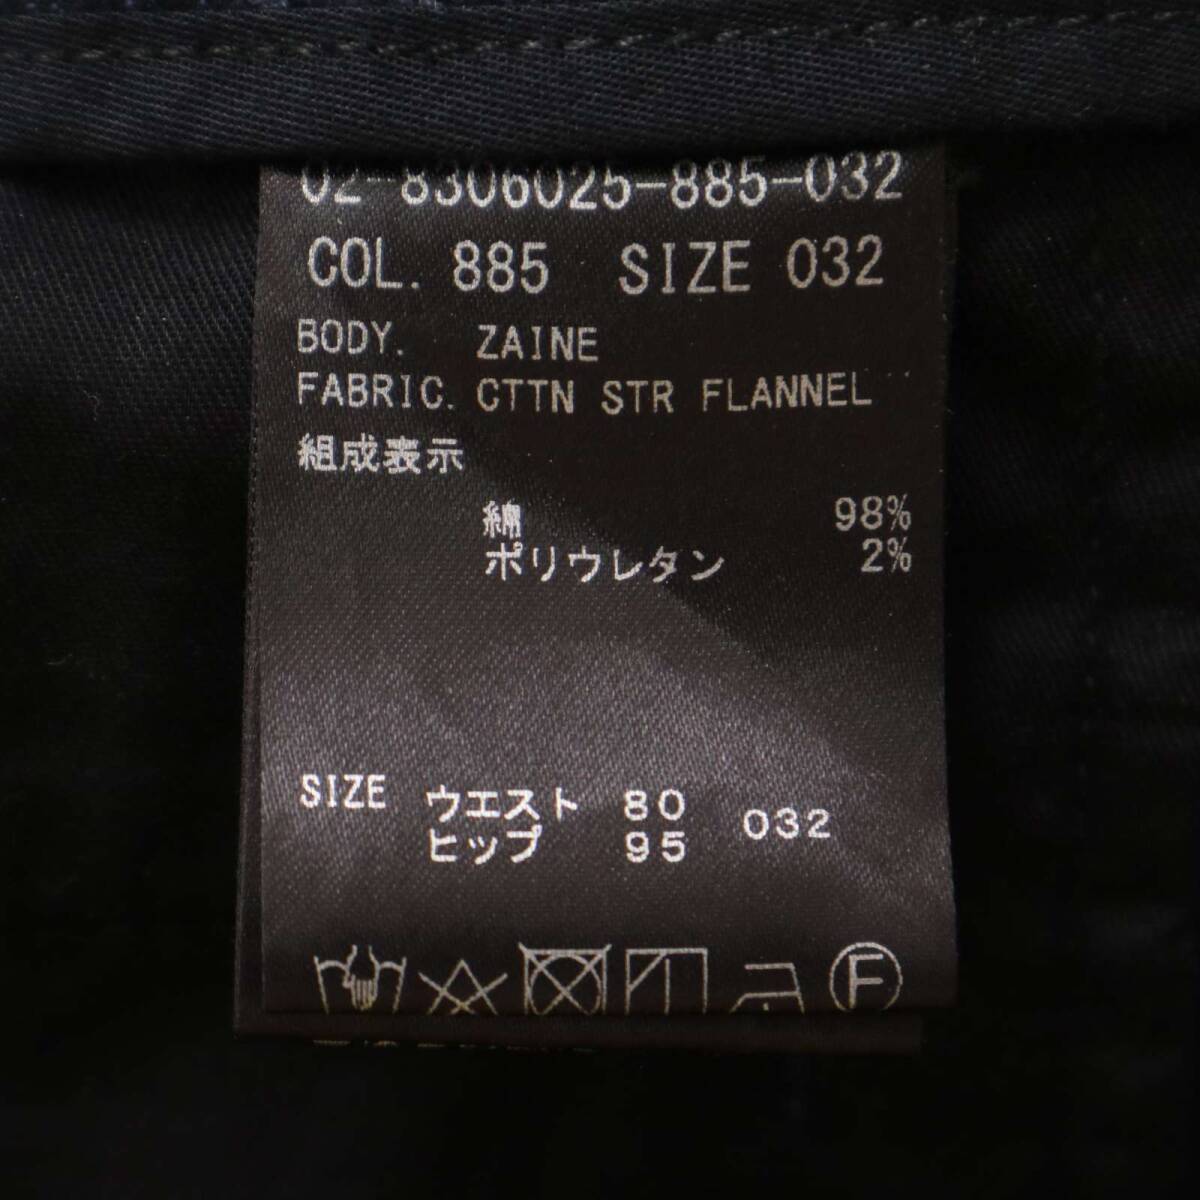 02-8306025-885-032
COL. 885 SIZE 032
BODY. ZAINE
FABRIC. CTTN STR FLANNEL
組成表示
綿 98%
ポリウレタン 2%
SIZE ウエスト 80 032
ヒップ 95
F